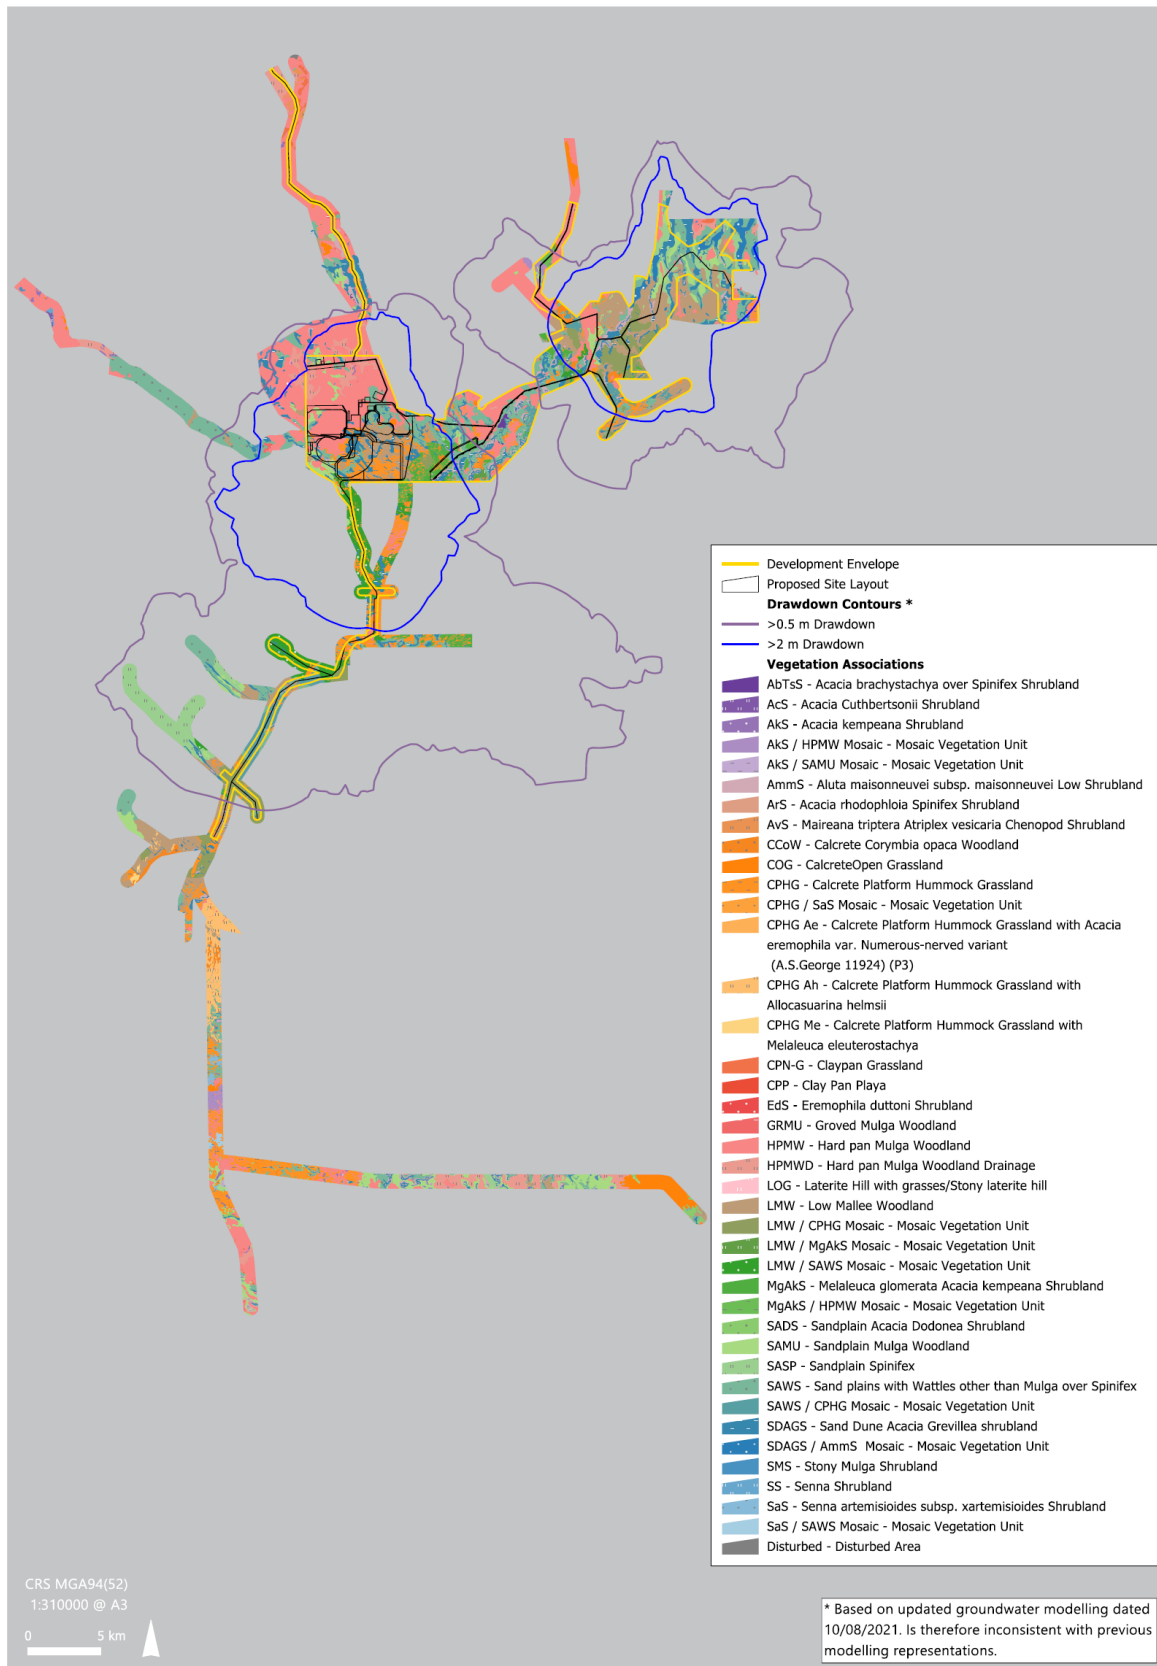 Development Envelope
Proposed Site Layout
Drawdown Contours *
>0.5 m Drawdown
>2 m Drawdown
Vegetation Associations
AbTsS - Acacia brachystachya over Spinifex Shrubland
AcS - Acacia Cuthbertsonii Shrubland
AkS - Acacia kempeana Shrubland
AkS / HPMW Mosaic - Mosaic Vegetation Unit
AkS / SAMU Mosaic - Mosaic Vegetation Unit
AmmS - Aluta maisonneuvei subsp. maisonneuvei Low Shrubland
ArS - Acacia rhodophloia Spinifex Shrubland
AvS - Maireana triptera Atriplex vesicaria Chenopod Shrubland
CCoW - Calcrete Corymbia opaca Woodland
COG - CalcreteOpen Grassland
CPHG - Calcrete Platform Hummock Grassland
CPHG / SaS Mosaic - Mosaic Vegetation Unit
CPHG Ae - Calcrete Platform Hummock Grassland with Acacia
eremophila var. Numerous-nerved variant
(A.S.George 11924) (P3)
CPHG Ah - Calcrete Platform Hummock Grassland with
Allocasuarina helmsii
CPHG Me - Calcrete Platform Hummock Grassland with
Melaleuca eleuterostachya
CPN-G - Claypan Grassland
CPP - Clay Pan Playa
EdS - Eremophila duttoni Shrubland
GRMU - Groved Mulga Woodland
HPMW - Hard pan Mulga Woodland
HPMWD - Hard pan Mulga Woodland Drainage
LOG - Laterite Hill with grasses/Stony laterite hill
LMW - Low Mallee Woodland
LMW / CPHG Mosaic - Mosaic Vegetation Unit
LMW / MgAkS Mosaic - Mosaic Vegetation Unit
LMW / SAWS Mosaic - Mosaic Vegetation Unit
MgAkS - Melaleuca glomerata Acacia kempeana Shrubland
MgAkS / HPMW Mosaic - Mosaic Vegetation Unit
SADS - Sandplain Acacia Dodonea Shrubland
SAMU - Sandplain Mulga Woodland
SASP - Sandplain Spinifex
SAWS - Sand plains with Wattles other than Mulga over Spinifex
SAWS / CPHG Mosaic - Mosaic Vegetation Unit
SDAGS - Sand Dune Acacia Grevillea shrubland
SDAGS / AmmS  Mosaic - Mosaic Vegetation Unit
SMS - Stony Mulga Shrubland
SS - Senna Shrubland
SaS - Senna artemisioides subsp. xartemisioides Shrubland
SaS / SAWS Mosaic - Mosaic Vegetation Unit
Disturbed - Disturbed Area
CRS MGA94(52)
1:310000 @ A3
0 5 km
* Based on updated groundwater modelling dated
10/08/2021. Is therefore inconsistent with previous
modelling representations.